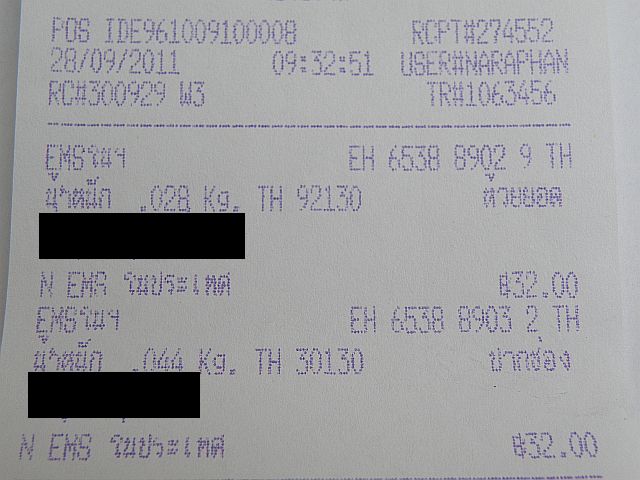 POS IDE961009100008 RCPT#274552
28/09/2011 09:32:51 USER#NARAPHAN
RC#300929 W3 TR#1063456
EMSในฯ EH 6538 8902 9 TH
น้ำหนัก .028 Kg. TH 92130 ห้วยยอด
N EMS ในประเทศ ฿32.00
EMSในฯ EH 6538 8903 2 TH
น้ำหนัก .044 Kg. TH 30130 ปากช่อง
N EMS ในประเทศ ฿32.00